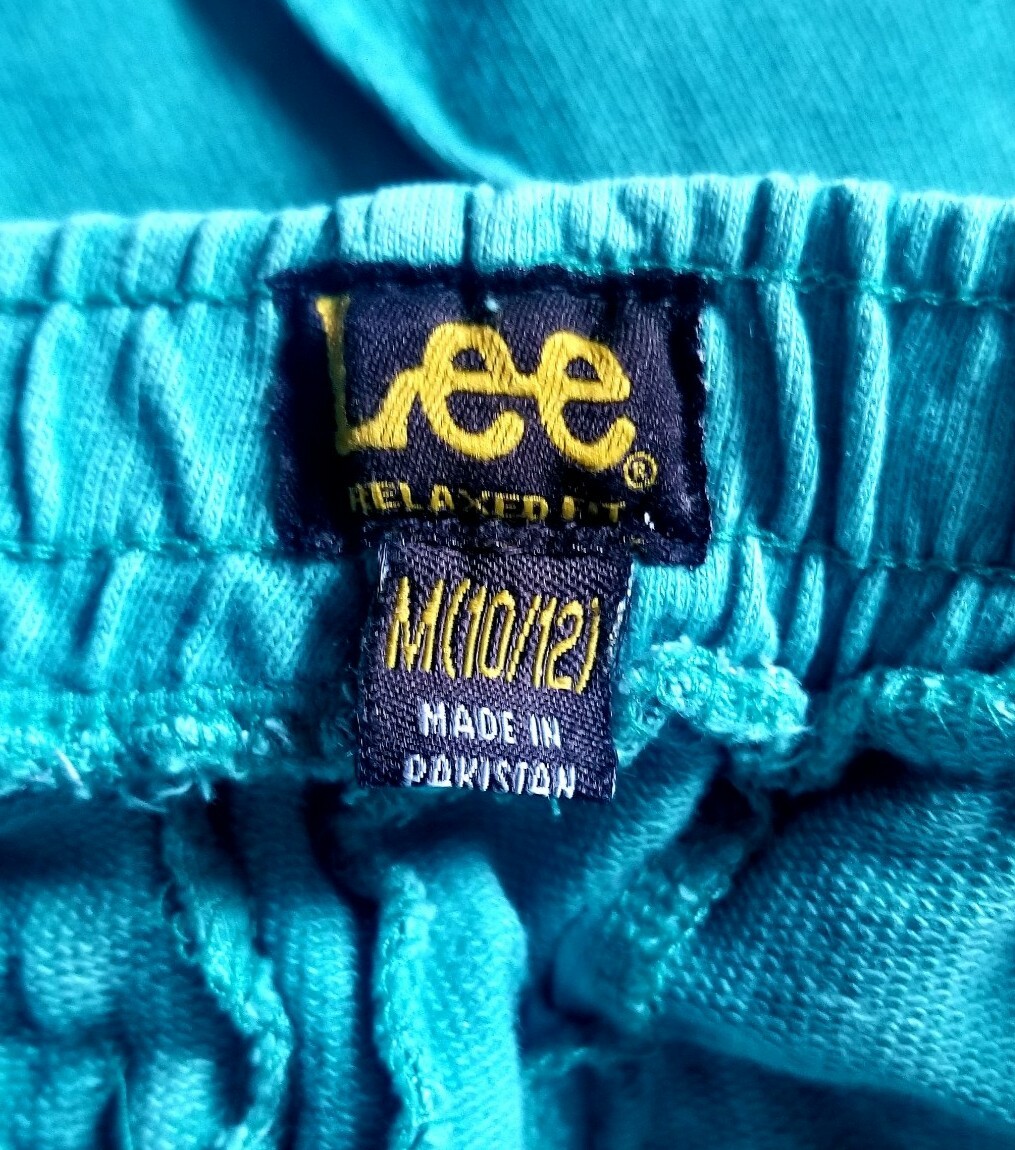 Lee®
RELAXED FIT
M(10/12)
MADE IN
PAKISTAN